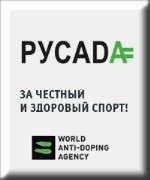 РУСАДА
ЗА ЧЕСТНЫЙ
И ЗДОРОВЫЙ СПОРТ!
WORLD
ANTI-DOPING
AGENCY